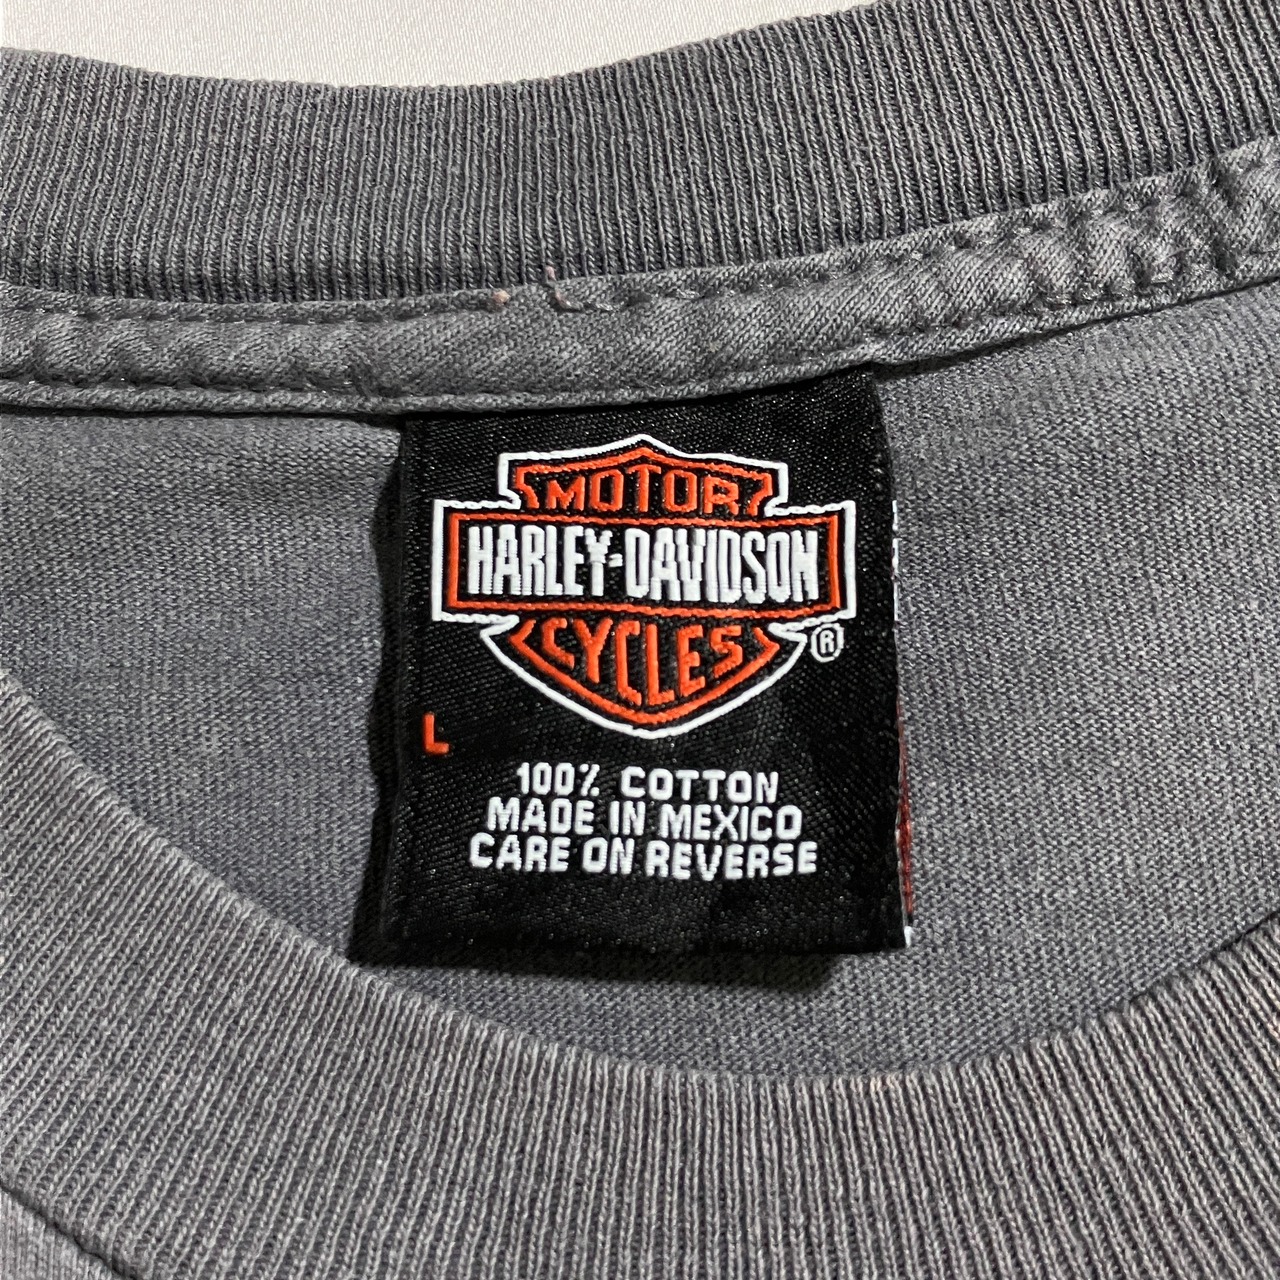 MOTOR
HARLEY-DAVIDSON
CYCLES
®
L
100% COTTON
MADE IN MEXICO
CARE ON REVERSE